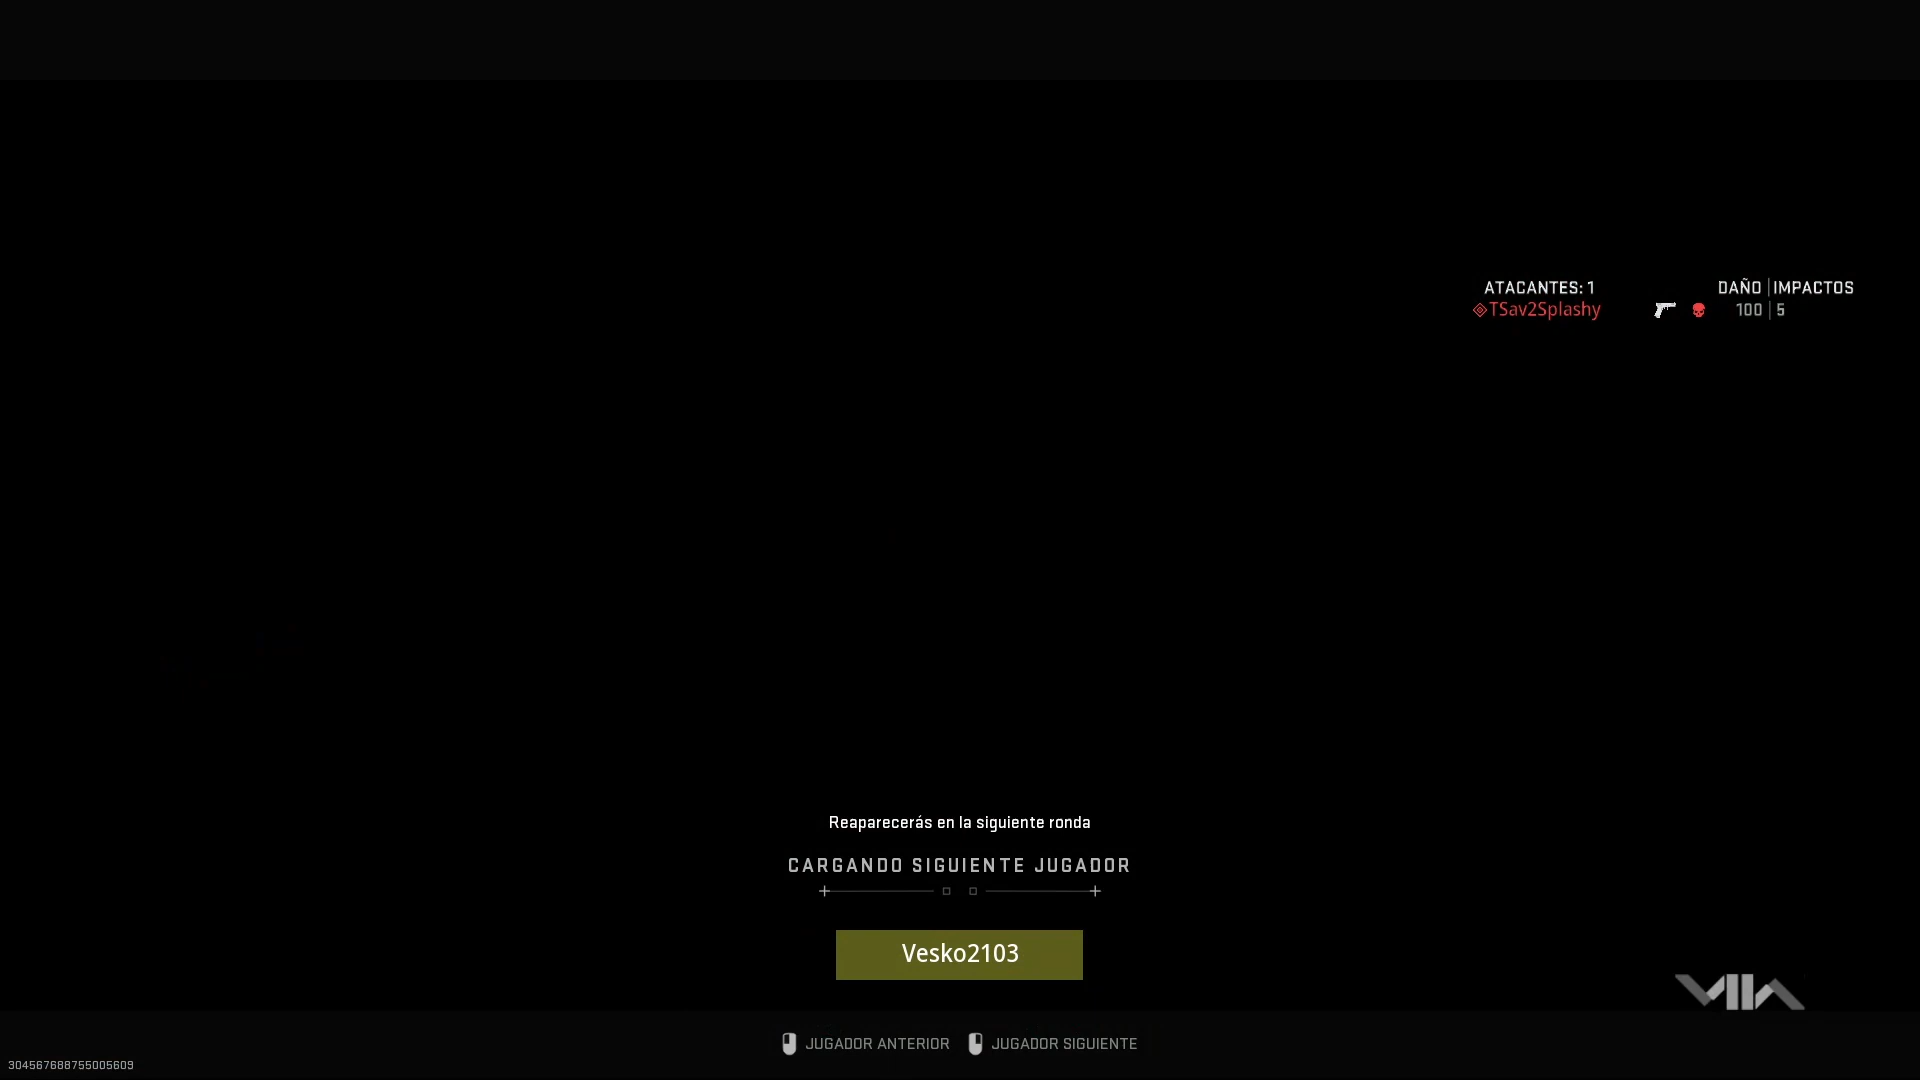 ATACANTES: 1 DAÑO | IMPACTOS
TSav2Splashy 100 | 5
Reaparecerás en la siguiente ronda
CARGANDO SIGUIENTE JUGADOR
Vesko2103
JUGADOR ANTERIOR JUGADOR SIGUIENTE
304567688755005609